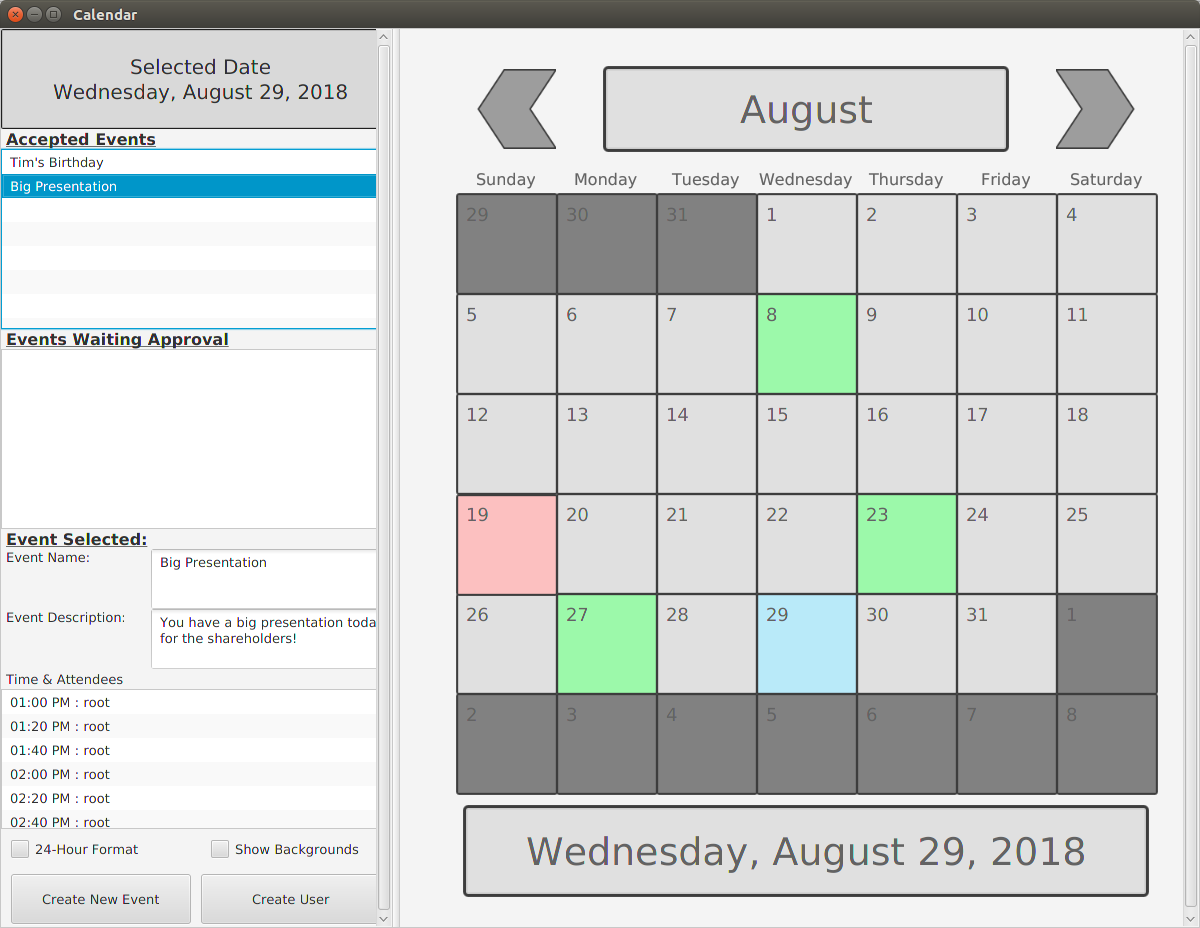 Calendar
Selected Date
Wednesday, August 29, 2018
Accepted Events
Tim's Birthday
Big Presentation
Events Waiting Approval
Event Selected:
Event Name:
Big Presentation
Event Description:
You have a big presentation toda
for the shareholders!
Time & Attendees
01:00 PM : root
01:20 PM : root
01:40 PM : root
02:00 PM : root
02:20 PM : root
02:40 PM : root
24-Hour Format
Show Backgrounds
Create New Event
Create User
August
Sunday Monday Tuesday Wednesday Thursday Friday Saturday
29 30 31 1 2 3 4
5 6 7 8 9 10 11
12 13 14 15 16 17 18
19 20 21 22 23 24 25
26 27 28 29 30 31 1
2 3 4 5 6 7 8
Wednesday, August 29, 2018